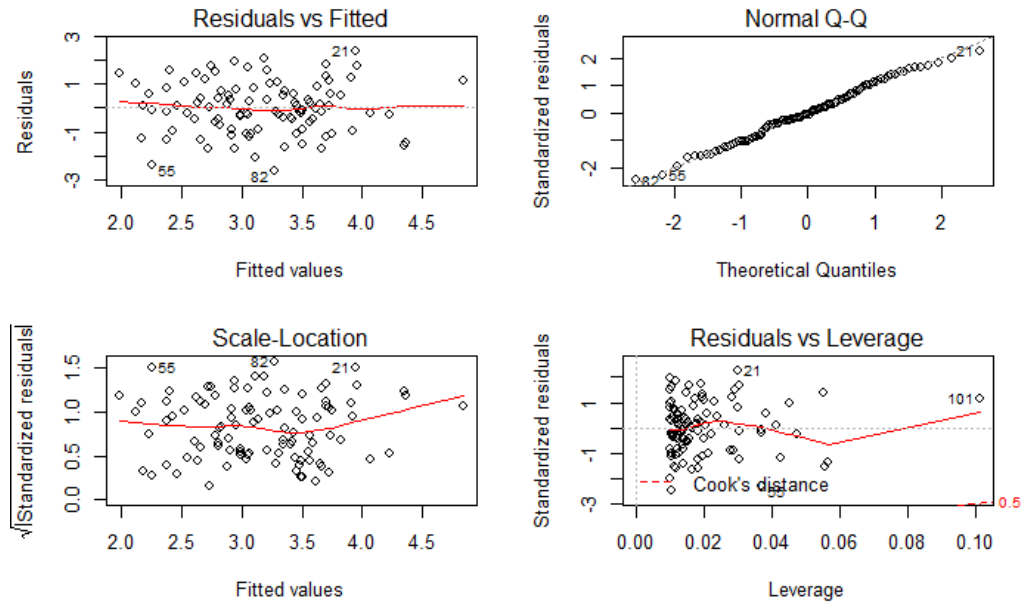 Residuals vs Fitted
Residuals
3
1
-1
-3
21
55
82
2.0 2.5 3.0 3.5 4.0 4.5
Fitted values
Normal Q-Q
Standardized residuals
2
1
0
-2
21
55
82
-2 -1 0 1 2
Theoretical Quantiles
Scale-Location
√|Standardized residuals|
1.5
1.0
0.5
0.0
55
82
21
2.0 2.5 3.0 3.5 4.0 4.5
Fitted values
Residuals vs Leverage
Standardized residuals
2
1
-1
-3
21
101
55
Cook's distance
0.5
0.00 0.02 0.04 0.06 0.08 0.10
Leverage